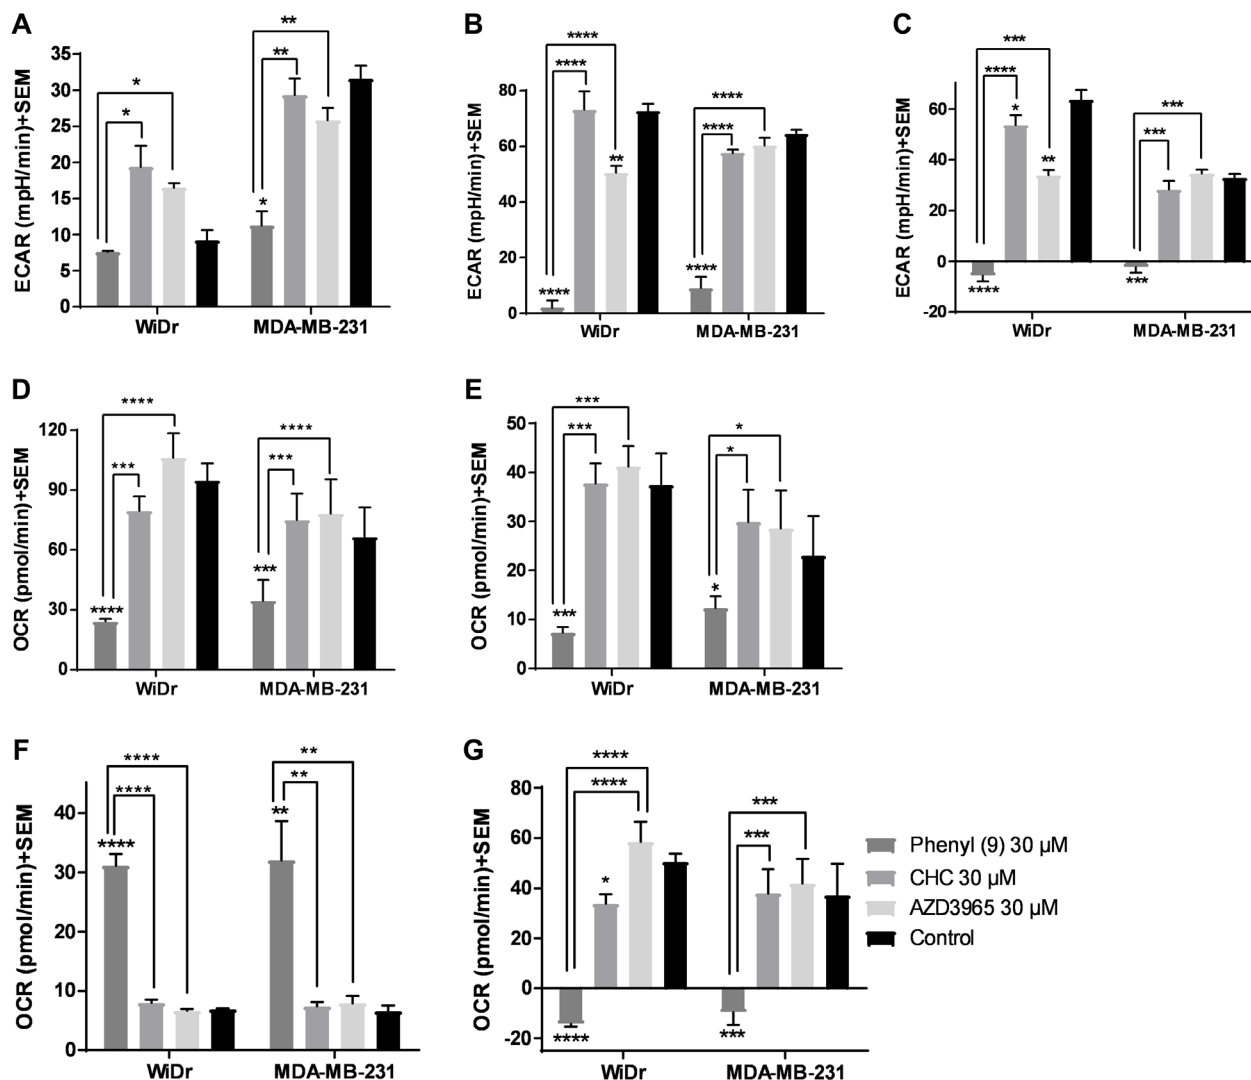 A
ECAR (mpH/min)+SEM
35
30
25
20
15
10
5
0
*
*
**
**
*
WiDr
MDA-MB-231
B
ECAR (mpH/min)+SEM
80
60
40
20
0
****
****
**
****
****
****
****
WiDr
MDA-MB-231
C
ECAR (mpH/min)+SEM
60
40
20
0
-20
***
****
*
**
****
***
***
***
WiDr
MDA-MB-231
D
OCR (pmol/min)+SEM
120
90
60
30
0
****
***
****
****
***
***
WiDr
MDA-MB-231
E
OCR (pmol/min)+SEM
50
40
30
20
10
0
***
***
***
*
*
*
WiDr
MDA-MB-231
F
OCR (pmol/min)+SEM
40
30
20
10
0
****
****
****
**
**
**
WiDr
MDA-MB-231
G
OCR (pmol/min)+SEM
80
60
40
20
0
-20
****
****
*
****
***
***
***
WiDr
MDA-MB-231
Phenyl (9) 30 µM
CHC 30 µM
AZD3965 30 µM
Control